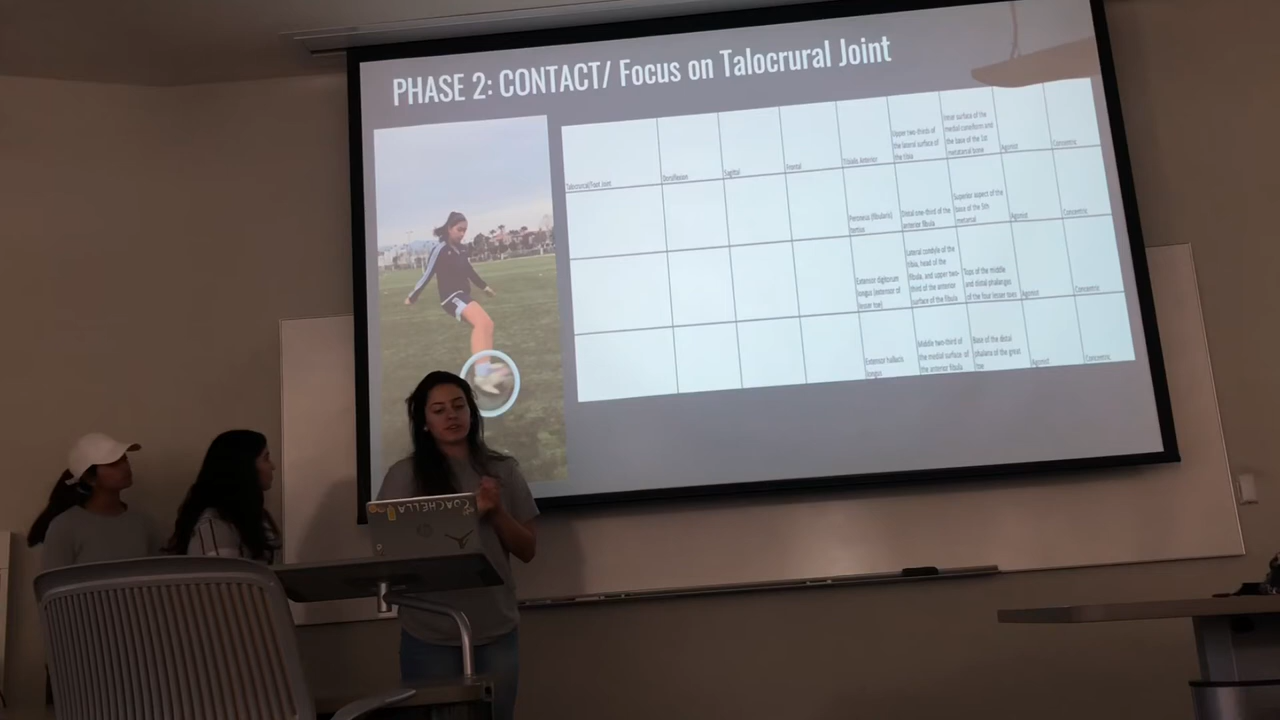 PHASE 2: CONTACT/ Focus on Talocrural Joint
Talocrural/Foot Joint
Dorsiflexion
Sagittal
Frontal
Tibialis Anterior
Upper two-thirds of
the lateral surface of
the tibia
Inner surface of the
medial cuneiform and
the base of the 1st
metatarsal bone
Agonist
Concentric
Peroneus (fibularis)
tertius
Distal one-third of the
anterior fibula
Superior aspect of the
base of the 5th
metarsal
Agonist
Concentric
Extensor digitorum
longus (extensor of
lesser toe)
Lateral condyle of the
tibia, head of the
fibula, and upper two-
third of the anterior
surface of the fibula
Tops of the middle
and distal phalanges
of the four lesser toes
Agonist
Concentric
Extensor hallucis
longus
Middle two-third of
the medial surface of
the anterior fibula
Base of the distal
phalanx of the great
toe
Agonist
Concentric
COACHELLA
hp